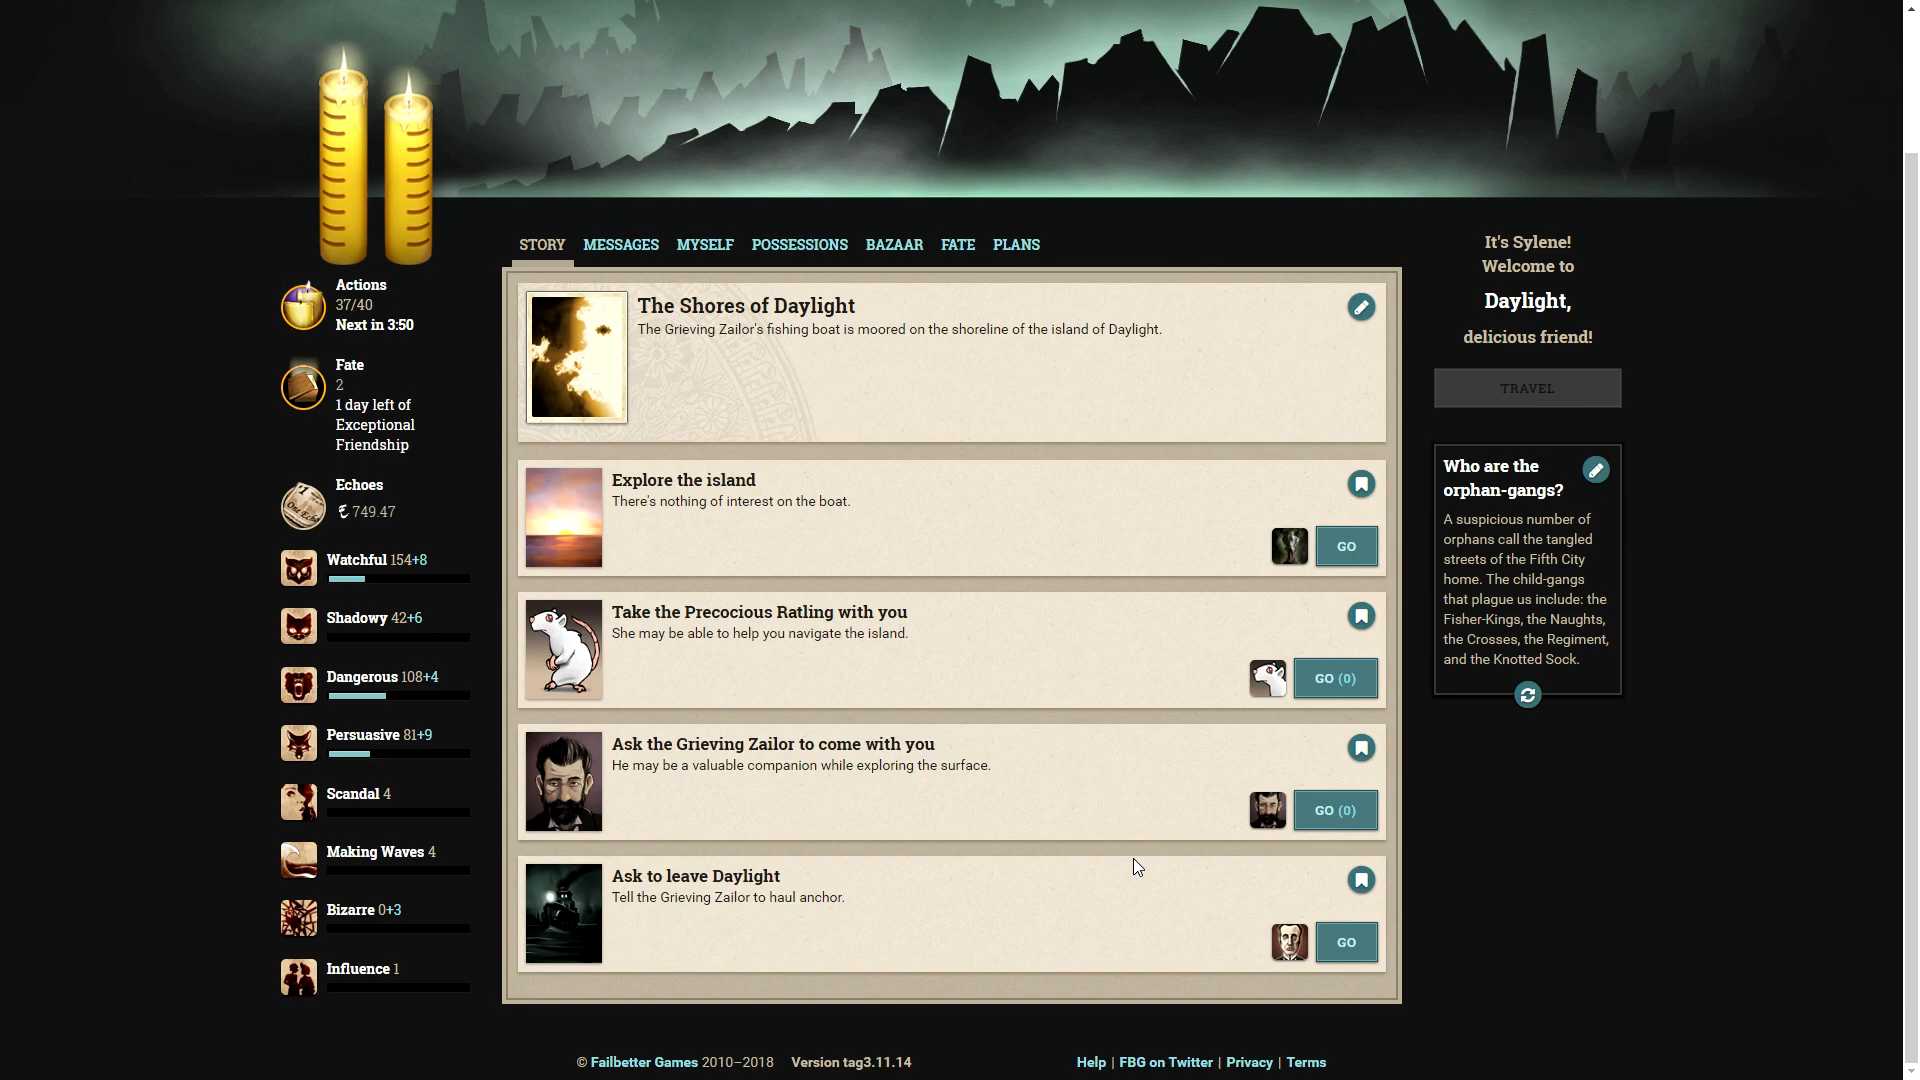 STORY MESSAGES MYSELF POSSESSIONS BAZAAR FATE PLANS
Actions
37/40
Next in 3:50
Fate
2
1 day left of
Exceptional
Friendship
Echoes
749.47
Watchful 154+8
Shadowy 42+6
Dangerous 108+4
Persuasive 81+9
Scandal 4
Making Waves 4
Bizarre 0+3
Influence 1
The Shores of Daylight
The Grieving Zailor's fishing boat is moored on the shoreline of the island of Daylight.
Explore the island
There's nothing of interest on the boat.
GO
Take the Precocious Ratling with you
She may be able to help you navigate the island.
GO (0)
Ask the Grieving Zailor to come with you
He may be a valuable companion while exploring the surface.
GO (0)
Ask to leave Daylight
Tell the Grieving Zailor to haul anchor.
GO
It's Sylene!
Welcome to
Daylight,
delicious friend!
TRAVEL
Who are the
orphan-gangs?
A suspicious number of
orphans call the tangled
streets of the Fifth City
home. The child-gangs
that plague us include: the
Fisher-Kings, the Naughts,
the Crosses, the Regiment,
and the Knotted Sock.
© Failbetter Games 2010–2018 Version tag3.11.14
Help | FBG on Twitter | Privacy | Terms